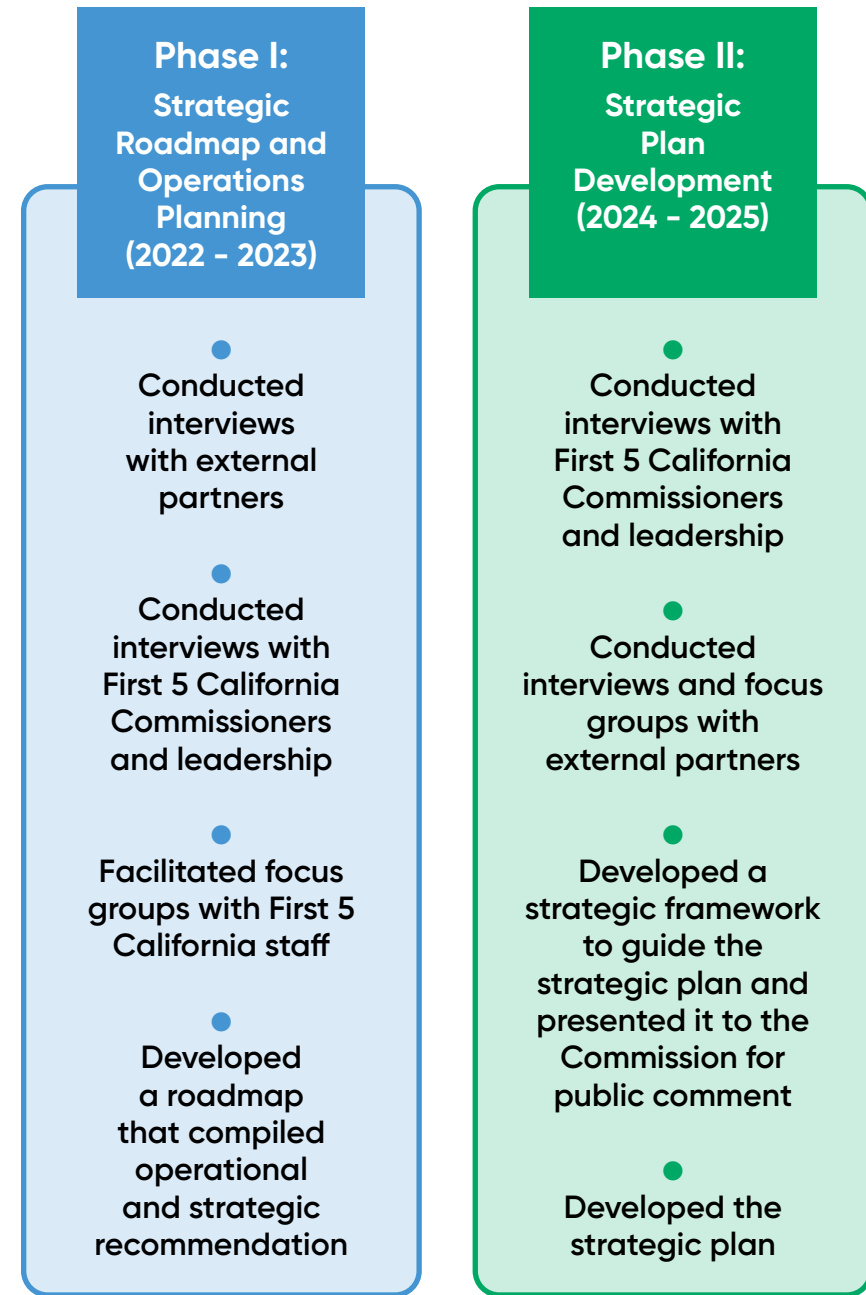 Phase I:
Strategic
Roadmap and
Operations
Planning
(2022 - 2023)
Conducted
interviews
with external
partners
Conducted
interviews with
First 5 California
Commissioners
and leadership
Facilitated focus
groups with First 5
California staff
Developed
a roadmap
that compiled
operational
and strategic
recommendation
Phase II:
Strategic
Plan
Development
(2024 - 2025)
Conducted
interviews with
First 5 California
Commissioners
and leadership
Conducted
interviews and focus
groups with
external partners
Developed a
strategic framework
to guide the
strategic plan and
presented it to the
Commission for
public comment
Developed the
strategic plan